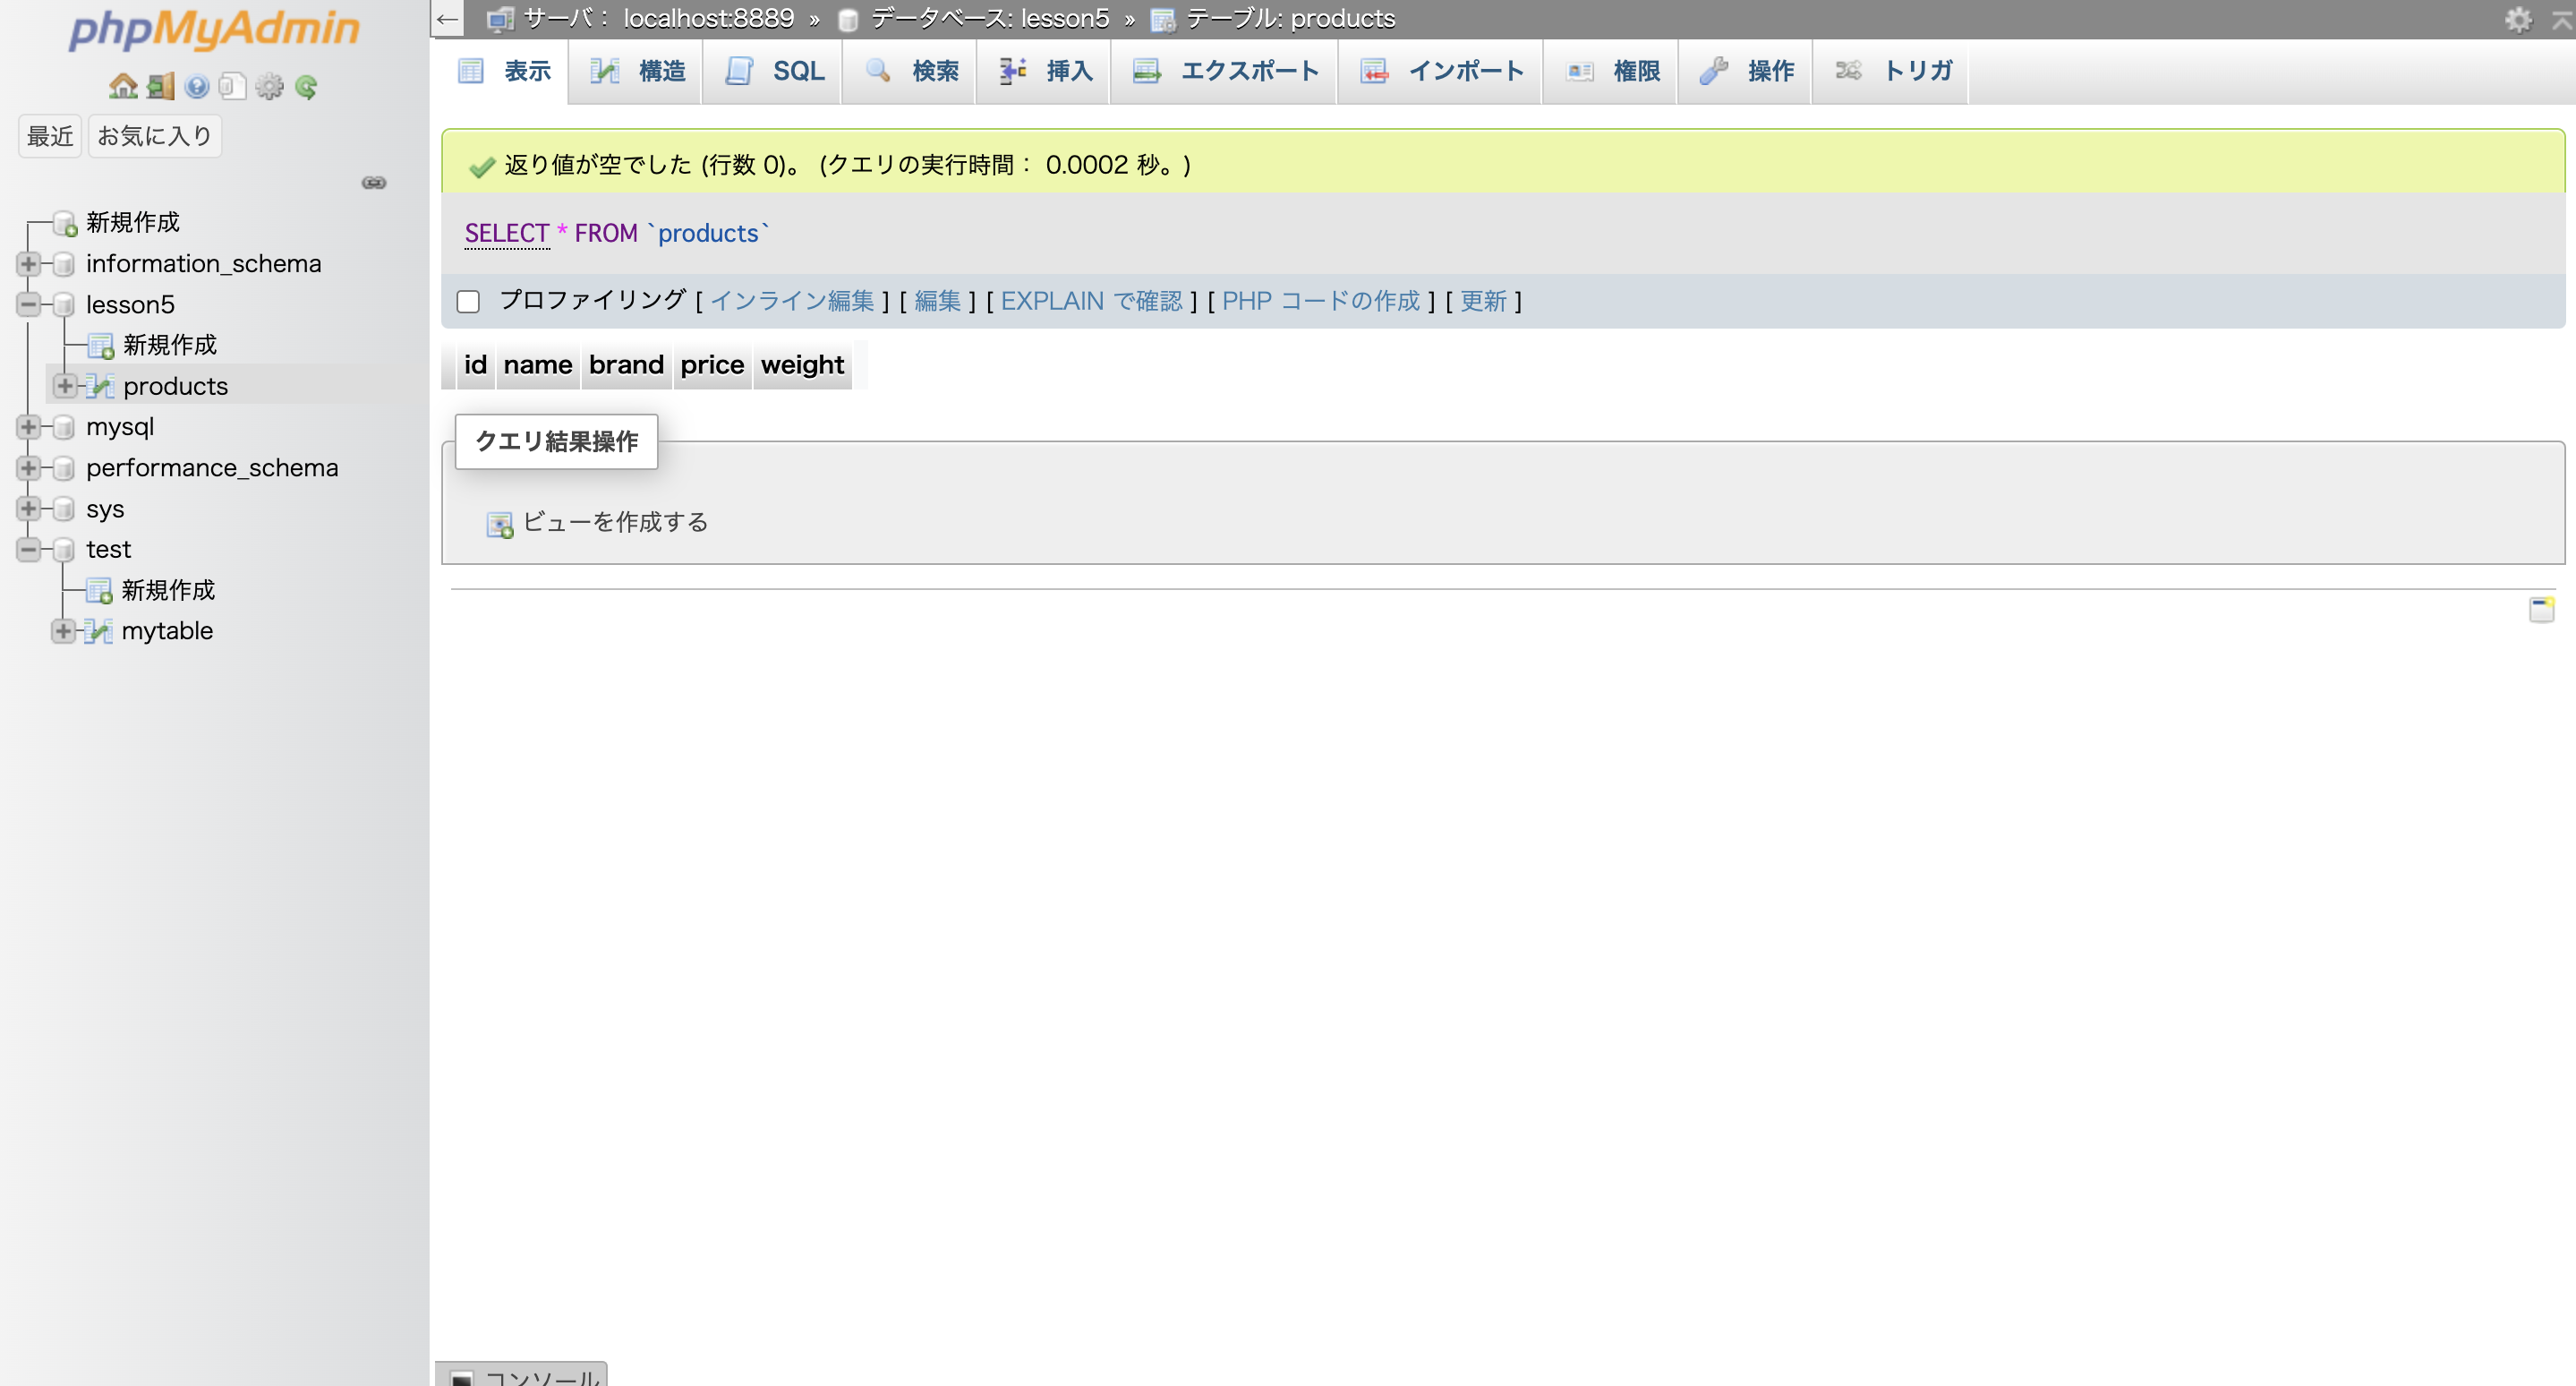 phpMyAdmin
最近 お気に入り
新規作成
information_schema
lesson5
新規作成
products
mysql
performance_schema
sys
test
新規作成
mytable
← サーバ: localhost:8889 » データベース: lesson5 » テーブル: products
表示 構造 SQL 検索 挿入 エクスポート インポート 権限 操作 トリガ
返り値が空でした (行数 0)。 (クエリの実行時間: 0.0002 秒。)
SELECT * FROM `products`
プロファイリング [ インライン編集 ] [ 編集 ] [ EXPLAIN で確認 ] [ PHP コードの作成 ] [ 更新 ]
id name brand price weight
クエリ結果操作
ビューを作成する
コンソール